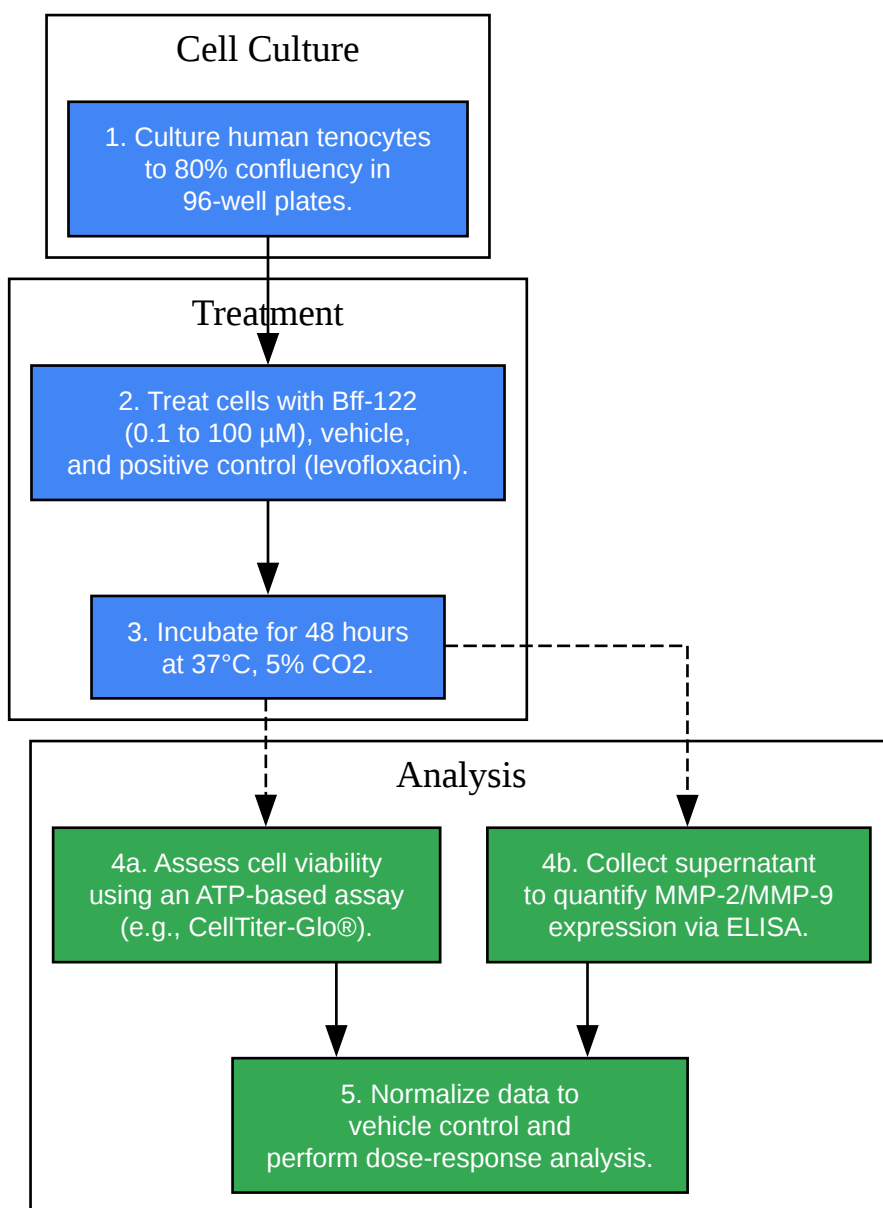 Cell Culture
1. Culture human tenocytes
to 80% confluency in
96-well plates.
Treatment
2. Treat cells with Bff-122
(0.1 to 100 µM), vehicle,
and positive control (levofloxacin).
3. Incubate for 48 hours
at 37°C, 5% CO2.
Analysis
4a. Assess cell viability
using an ATP-based assay
(e.g., CellTiter-Glo®).
4b. Collect supernatant
to quantify MMP-2/MMP-9
expression via ELISA.
5. Normalize data to
vehicle control and
perform dose-response analysis.